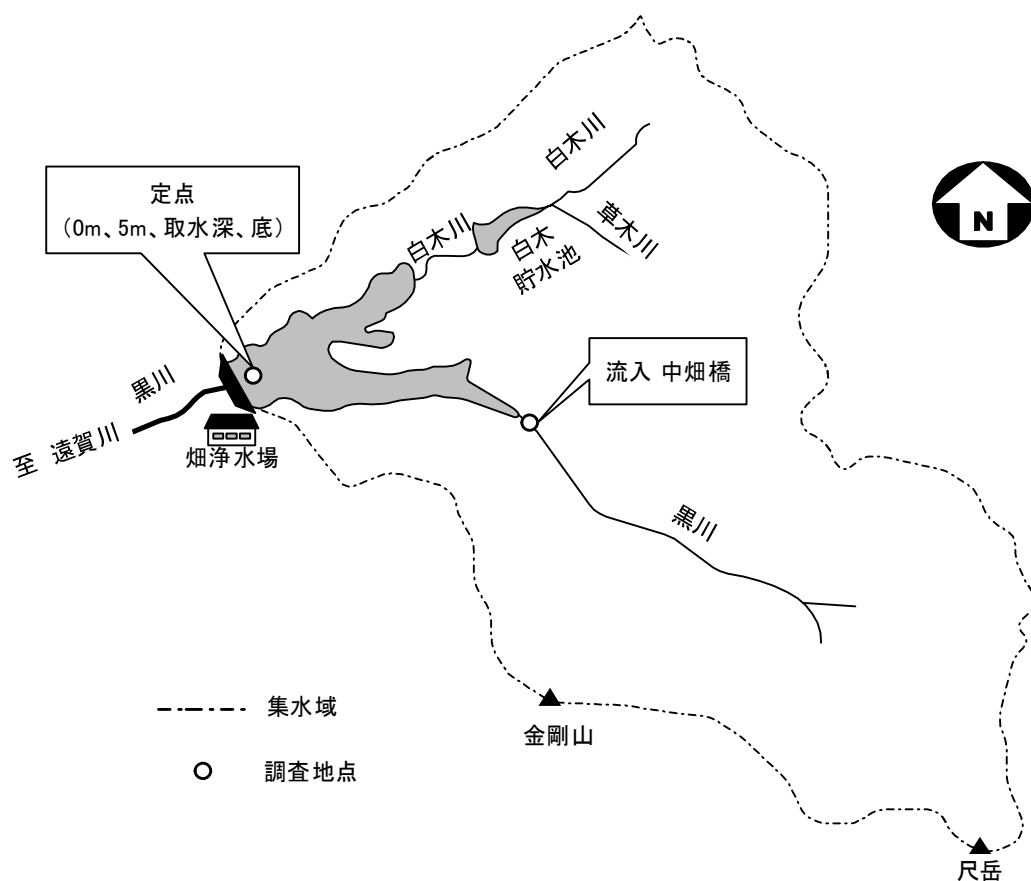 白木川
定点
(0m、5m、取水深、底)
草木川
白木川
白木
貯水池
N
流入 中畑橋
黒川
至 遠賀川
畑浄水場
黒川
集水域
金剛山
調査地点
尺岳